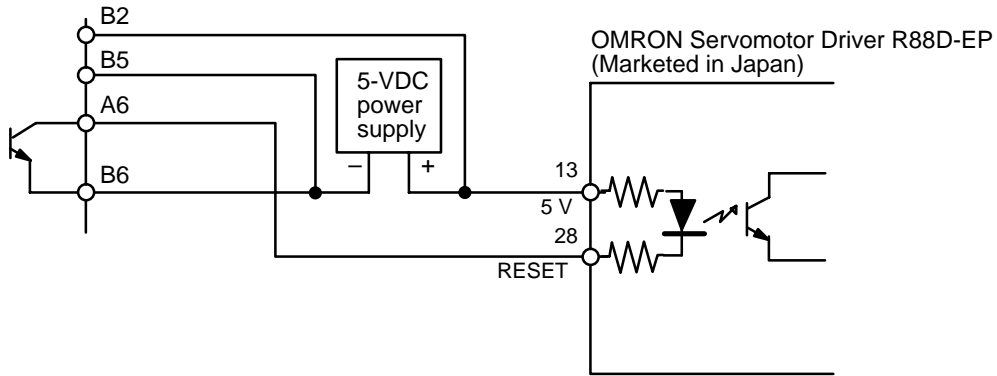 B2
B5
A6
B6
5-VDC
power
supply
– +
OMRON Servomotor Driver R88D-EP
(Marketed in Japan)
13
5 V
28
RESET